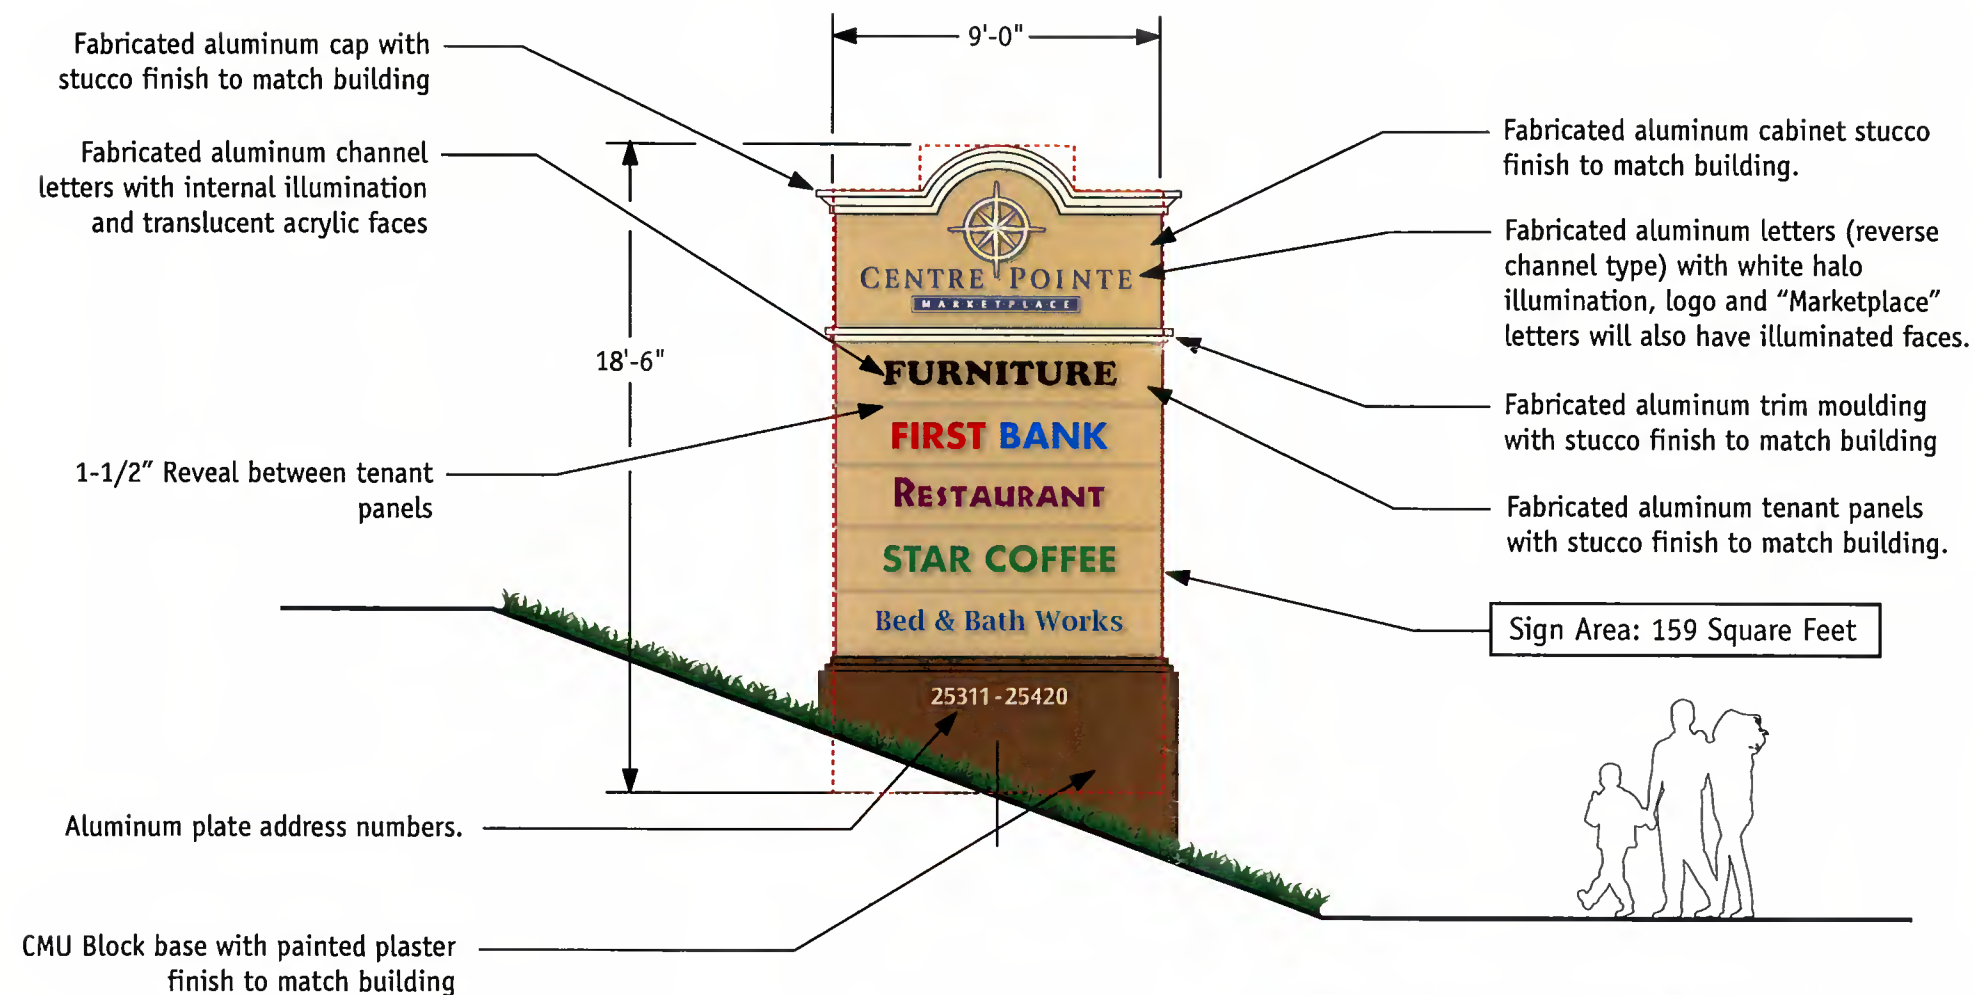 Fabricated aluminum cap with
stucco finish to match building
Fabricated aluminum channel
letters with internal illumination
and translucent acrylic faces
1-1/2" Reveal between tenant
panels
Aluminum plate address numbers.
CMU Block base with painted plaster
finish to match building
9'-0"
18'-6"
CENTRE POINTE
MARKETPLACE
FURNITURE
FIRST BANK
RESTAURANT
STAR COFFEE
Bed & Bath Works
25311-25420
Fabricated aluminum cabinet stucco
finish to match building.
Fabricated aluminum letters (reverse
channel type) with white halo
illumination, logo and “Marketplace”
letters will also have illuminated faces.
Fabricated aluminum trim moulding
with stucco finish to match building
Fabricated aluminum tenant panels
with stucco finish to match building.
Sign Area: 159 Square Feet